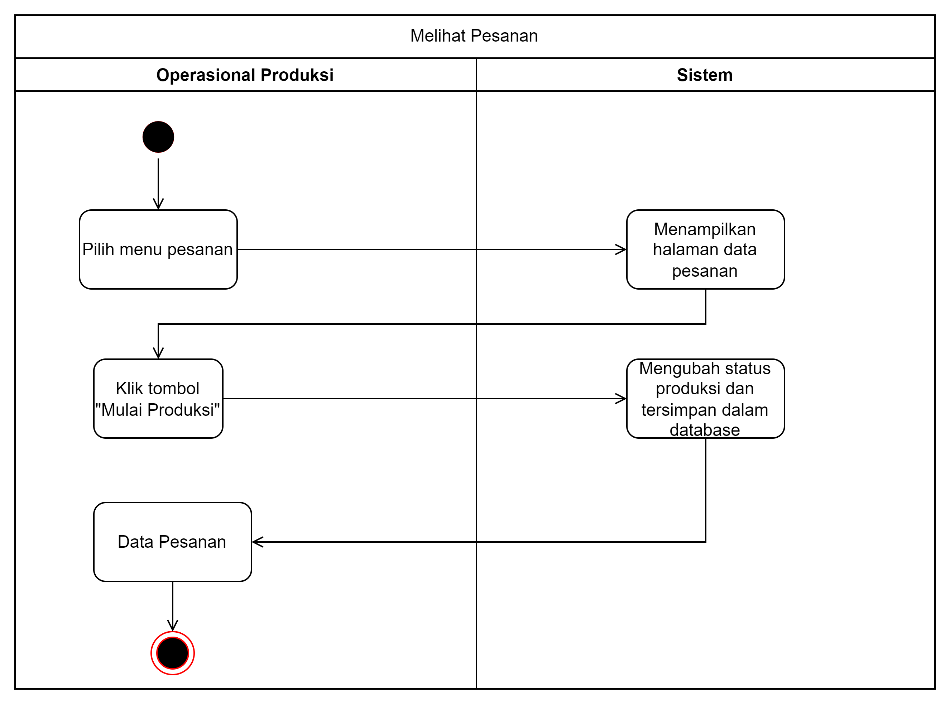 Melihat Pesanan
Operasional Produksi
Sistem
Pilih menu pesanan
Menampilkan
halaman data
pesanan
Klik tombol
"Mulai Produksi"
Mengubah status
produksi dan
tersimpan dalam
database
Data Pesanan